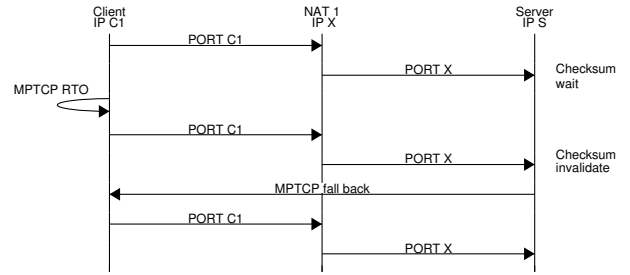 Client
IP C1
NAT 1
IP X
Server
IP S
PORT C1
PORT X
Checksum
wait
MPTCP RTO
PORT C1
PORT X
Checksum
invalidate
MPTCP fall back
PORT C1
PORT X